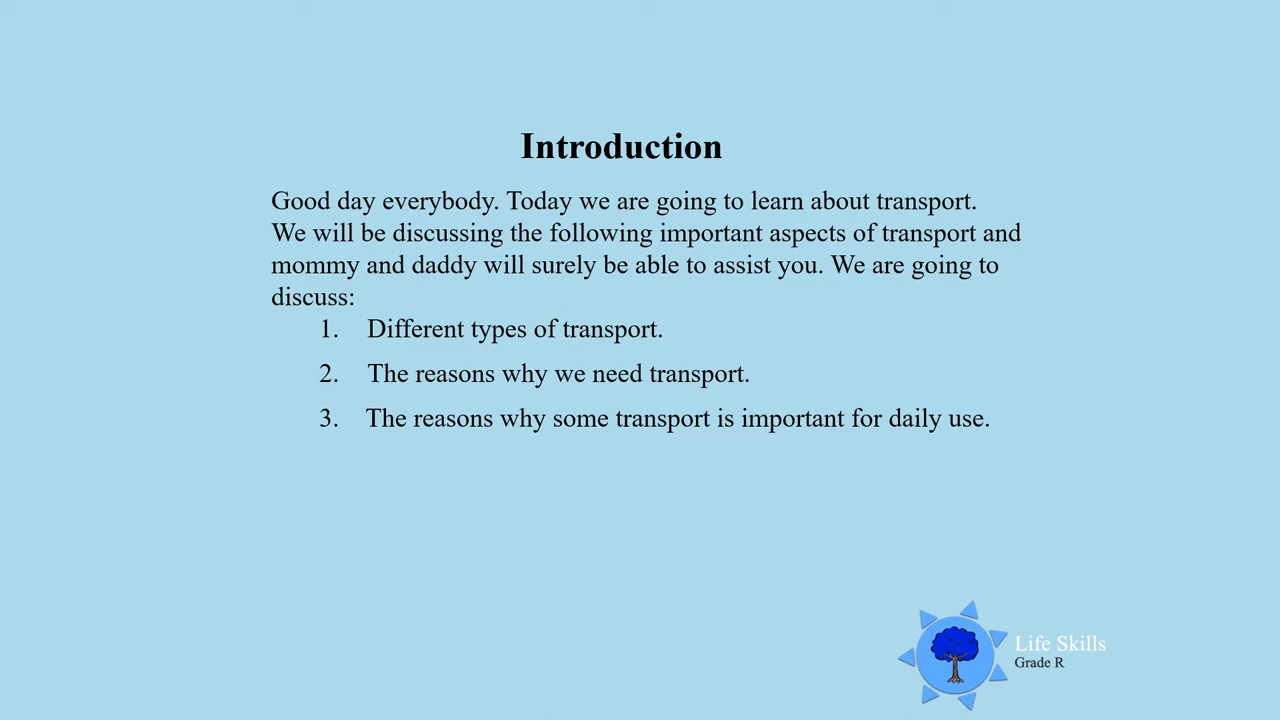 Introduction
Good day everybody. Today we are going to learn about transport.
We will be discussing the following important aspects of transport and
mommy and daddy will surely be able to assist you. We are going to
discuss:
1. Different types of transport.
2. The reasons why we need transport.
3. The reasons why some transport is important for daily use.
Life Skills
Grade R